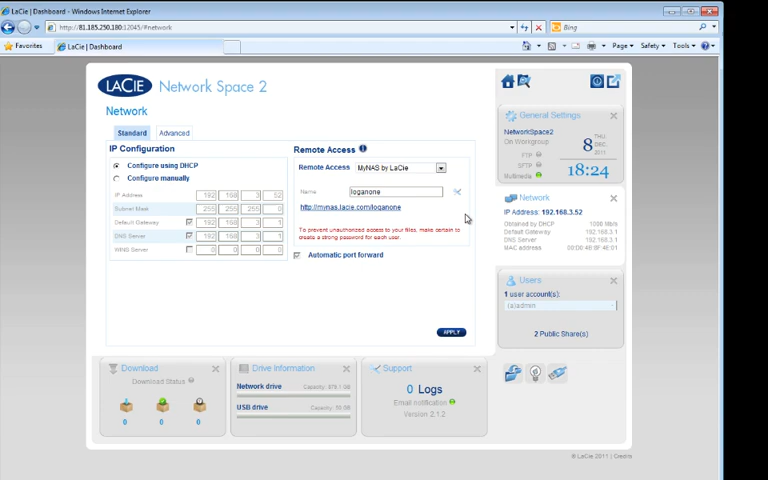 LaCie | Dashboard - Windows Internet Explorer
http://81.185.250.180:12045/#network
Bing
Favorites
LaCie | Dashboard
Page
Safety
Tools
LACIE
Network Space 2
Network
Standard
Advanced
IP Configuration
Configure using DHCP
Configure manually
IP Address 192 168 3 52
Subnet Mask 255 255 255 0
Default Gateway 192 168 3 1
DNS Server 192 168 3 1
WINS Server 0 0 0 0
Remote Access
Remote Access MyNAS by LaCie
Name loganone
http://mynas.lacie.com/loganone
To prevent unauthorized access to your files, make certain to
create a strong password for each user.
Automatic port forward
APPLY
General Settings
NetworkSpace2
On Workgroup
FTP
SFTP
Multimedia
THU
8
DEC.
2011
18:24
Network
IP Address: 192.168.3.52
Obtained by DHCP 1000 Mb/s
Default Gateway 192.168.3.1
DNS Server 192.168.3.1
MAC address
Users
1 user account(s):
(a)admin
2 Public Share(s)
Download
Download Status
0 0 0
Drive Information
Network drive
USB drive
Support
0 Logs
Email notification
Version 2.1.2
© LaCie 2011 | Credits